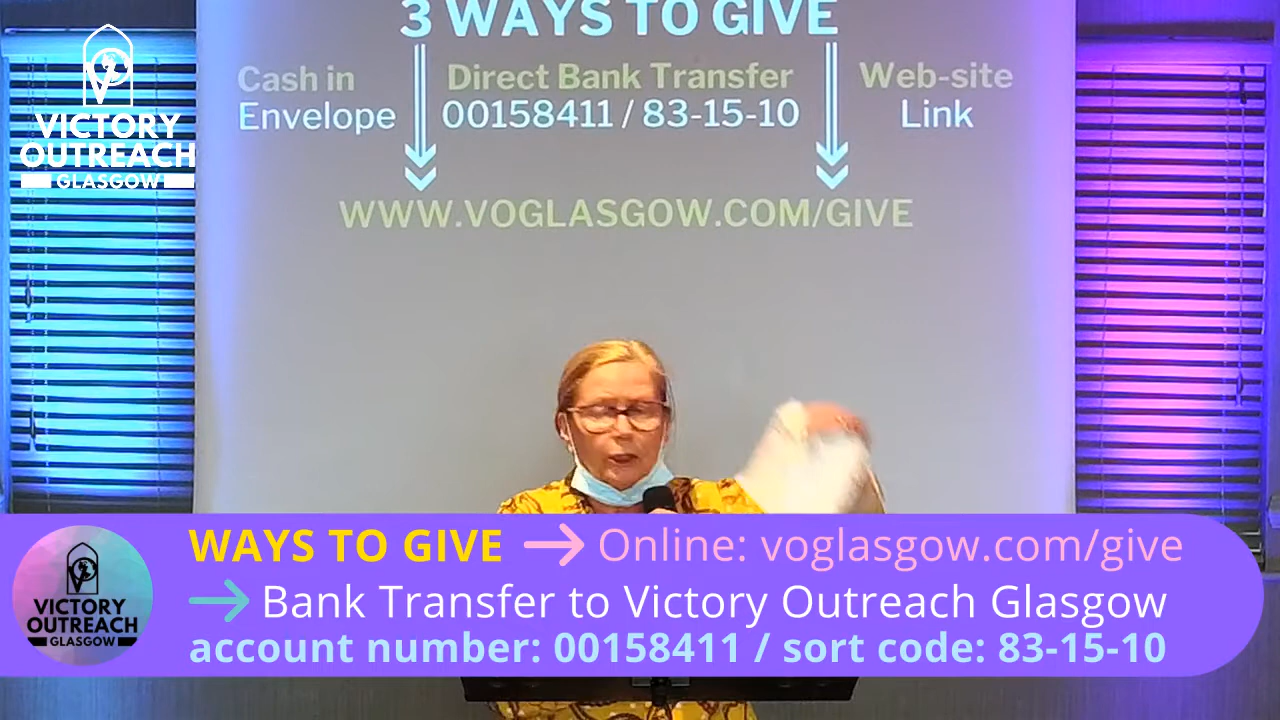 3 WAYS TO GIVE
Cash in
Envelope
Direct Bank Transfer
00158411 / 83-15-10
Web-site
Link
WWW.VOGLASGOW.COM/GIVE
VICTORY
OUTREACH
GLASGOW
WAYS TO GIVE → Online: voglasgow.com/give
→ Bank Transfer to Victory Outreach Glasgow
account number: 00158411 / sort code: 83-15-10
VICTORY
OUTREACH
GLASGOW